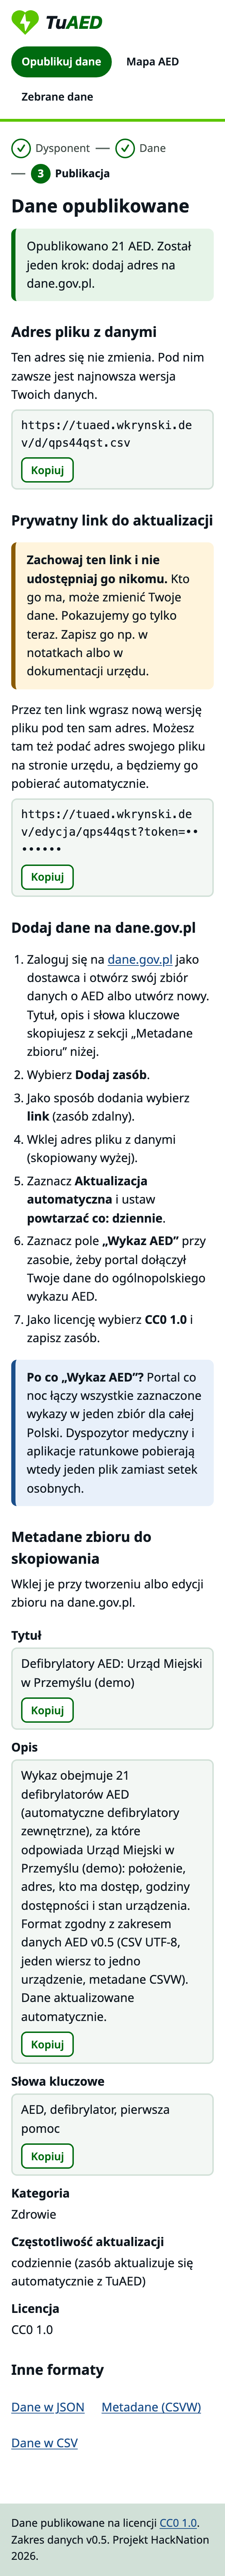 TuAED
Opublikuj dane
Mapa AED
Zebrane dane
Dysponent
Dane
3 Publikacja
Dane opublikowane
Opublikowano 21 AED. Został
jeden krok: dodaj adres na
dane.gov.pl.
Adres pliku z danymi
Ten adres się nie zmienia. Pod nim
zawsze jest najnowsza wersja
Twoich danych.
https://tuaed.wkrynski.de
v/d/qps44qst.csv
Kopiuj
Prywatny link do aktualizacji
Zachowaj ten link i nie
udostępniaj go nikomu. Kto
go ma, może zmienić Twoje
dane. Pokazujemy go tylko
teraz. Zapisz go np. w
notatkach albo w
dokumentacji urzędu.
Przez ten link wgrasz nową wersję
pliku pod ten sam adres. Możesz
tam też podać adres swojego pliku
na stronie urzędu, a będziemy go
pobierać automatycznie.
https://tuaed.wkrynski.de
v/edycja/qps44qst?token=••
••••••
Kopiuj
Dodaj dane na dane.gov.pl
1. Zaloguj się na dane.gov.pl jako
dostawca i otwórz swój zbiór
danych o AED albo utwórz nowy.
Tytuł, opis i słowa kluczowe
skopiujesz z sekcji „Metadane
zbioru” niżej.
2. Wybierz Dodaj zasób.
3. Jako sposób dodania wybierz
link (zasób zdalny).
4. Wklej adres pliku z danymi
(skopiowany wyżej).
5. Zaznacz Aktualizacja
automatyczna i ustaw
powtarzać co: dziennie.
6. Zaznacz pole „Wykaz AED” przy
zasobie, żeby portal dołączył
Twoje dane do ogólnopolskiego
wykazu AED.
7. Jako licencję wybierz CC0 1.0 i
zapisz zasób.
Po co „Wykaz AED”? Portal co
noc łączy wszystkie zaznaczone
wykazy w jeden zbiór dla całej
Polski. Dyspozytor medyczny i
aplikacje ratunkowe pobierają
wtedy jeden plik zamiast setek
osobnych.
Metadane zbioru do
skopiowania
Wklej je przy tworzeniu albo edycji
zbioru na dane.gov.pl.
Tytuł
Defibrylatory AED: Urząd Miejski
w Przemyślu (demo)
Kopiuj
Opis
Wykaz obejmuje 21
defibrylatorów AED
(automatyczne defibrylatory
zewnętrzne), za które
odpowiada Urząd Miejski w
Przemyślu (demo): położenie,
adres, kto ma dostęp, godziny
dostępności i stan urządzenia.
Format zgodny z zakresem
danych AED v0.5 (CSV UTF-8,
jeden wiersz to jedno
urządzenie, metadane CSVW).
Dane aktualizowane
automatycznie.
Kopiuj
Słowa kluczowe
AED, defibrylator, pierwsza
pomoc
Kopiuj
Kategoria
Zdrowie
Częstotliwość aktualizacji
codziennie (zasób aktualizuje się
automatycznie z TuAED)
Licencja
CC0 1.0
Inne formaty
Dane w JSON
Metadane (CSVW)
Dane w CSV
Dane publikowane na licencji CC0 1.0.
Zakres danych v0.5. Projekt HackNation
2026.